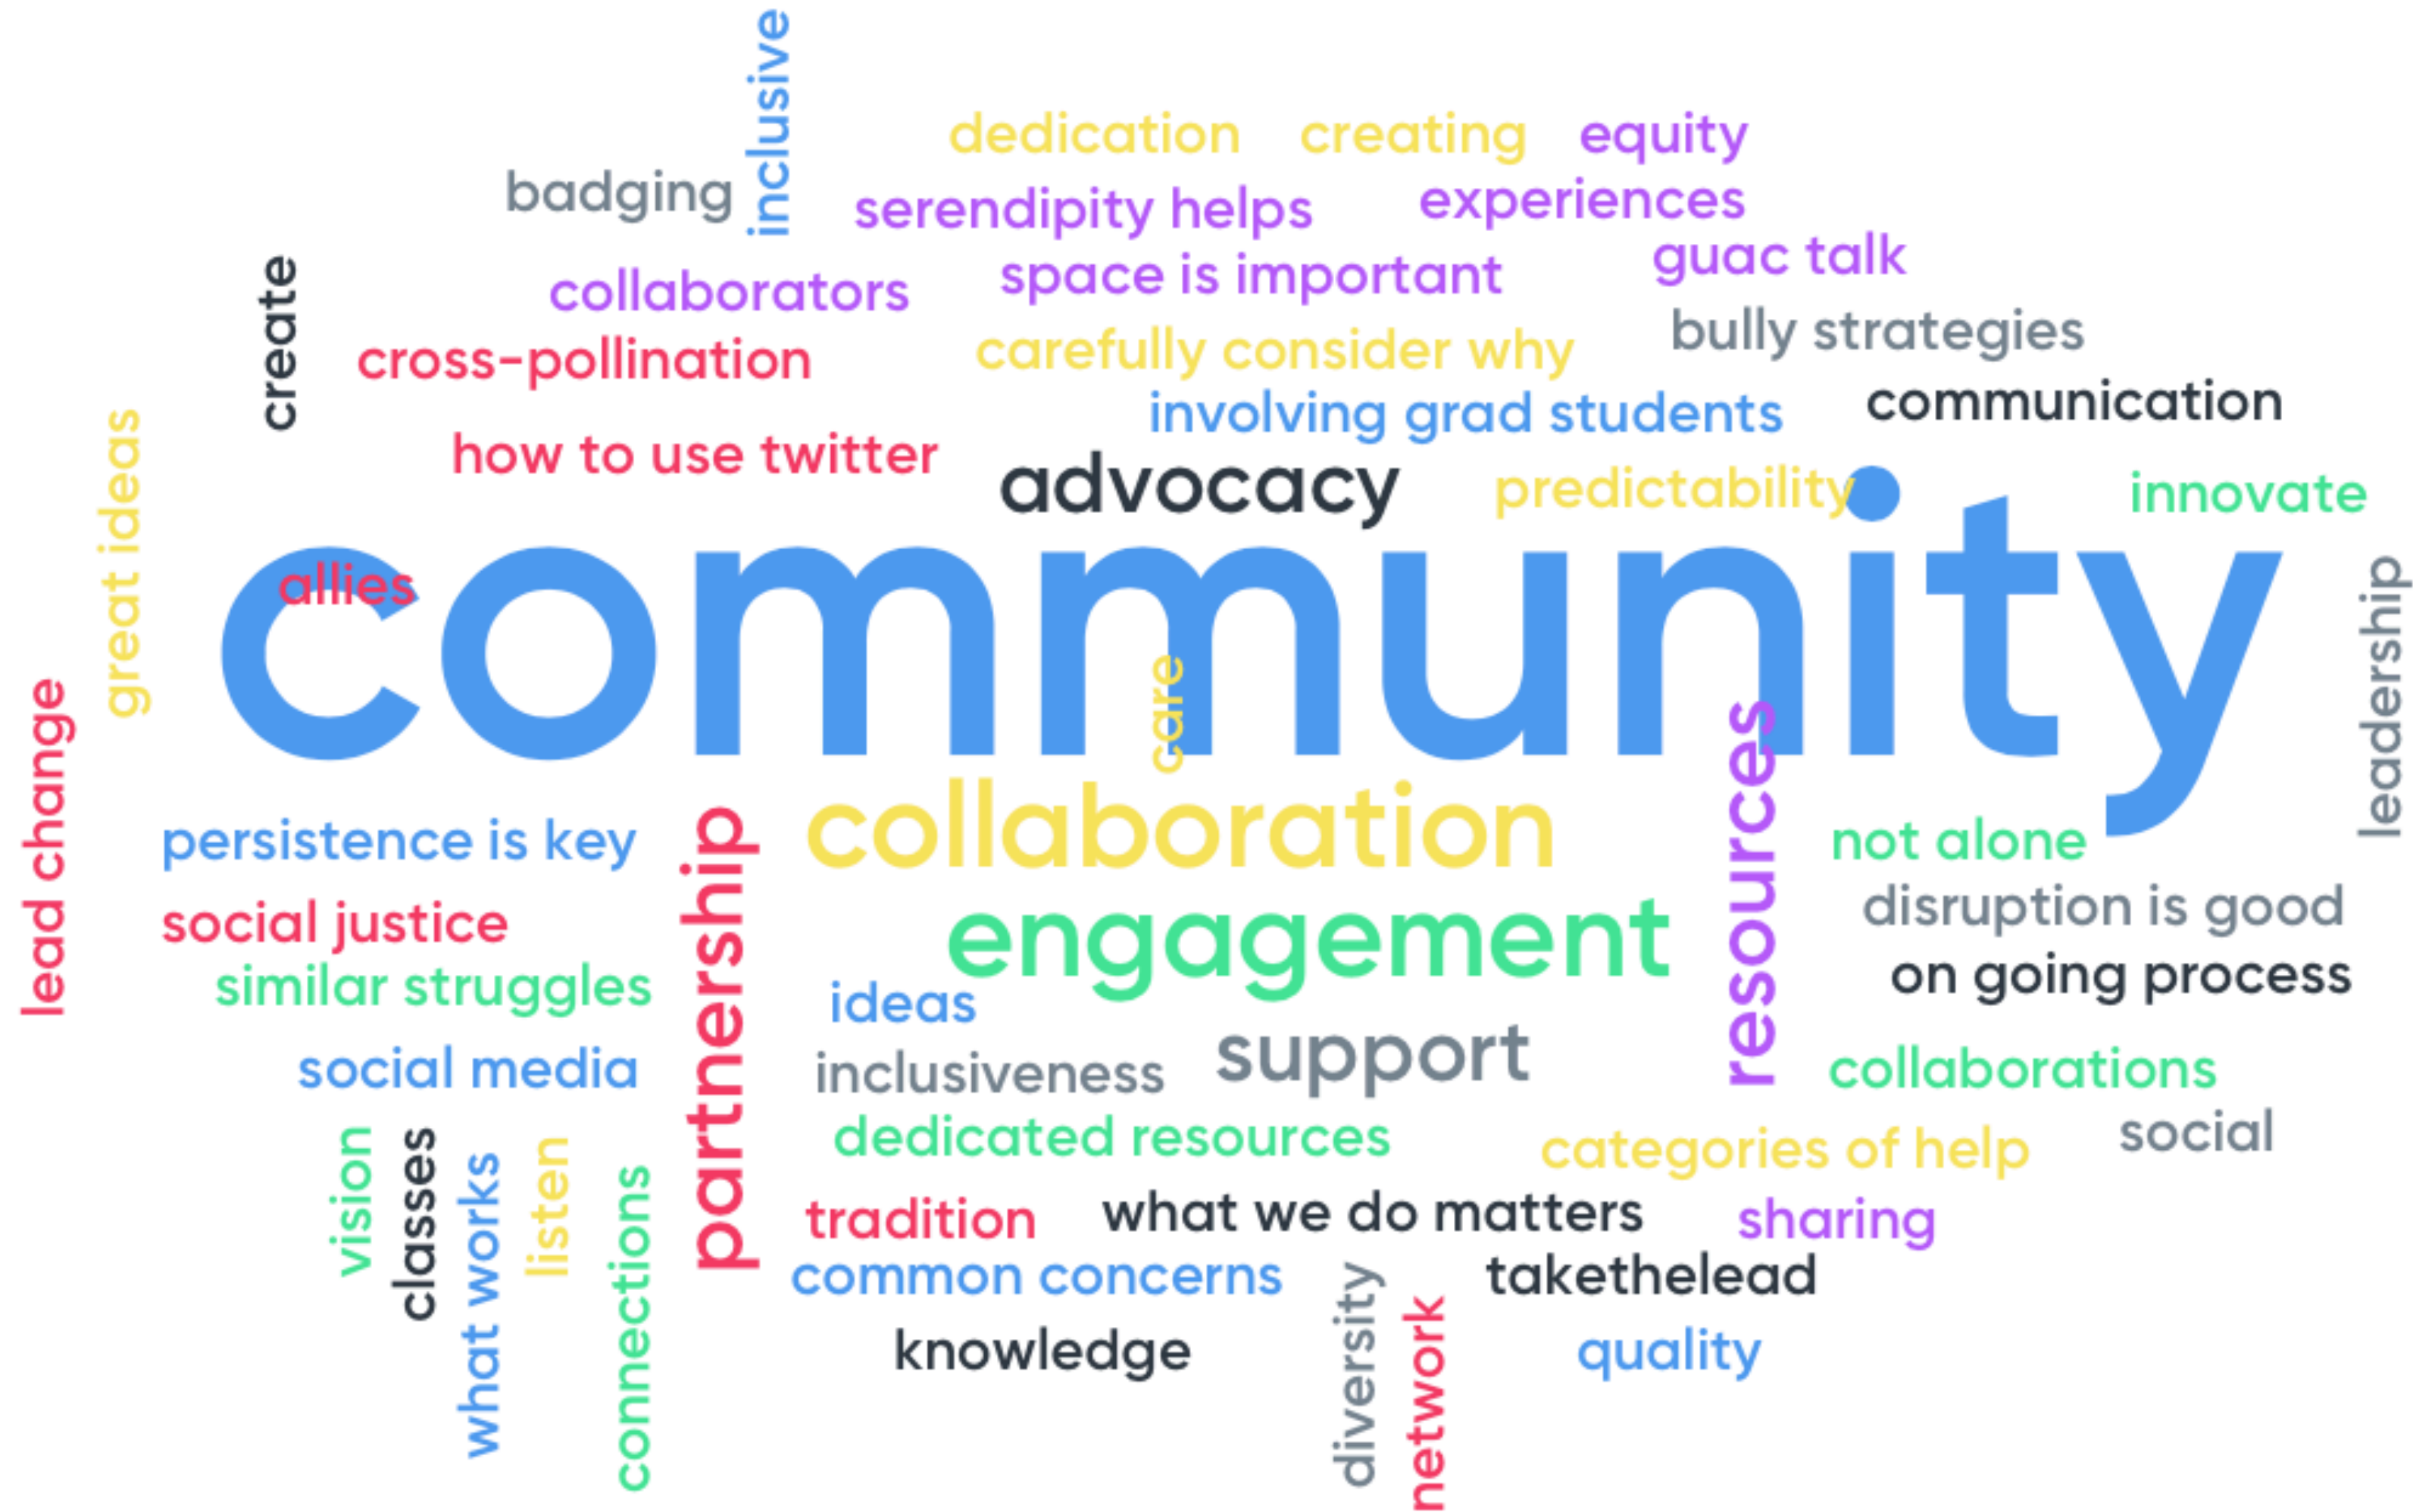 inclusive
dedication
creating
equity
badging
serendipity helps
experiences
create
collaborators
space is important
guac talk
cross-pollination
carefully consider why
bully strategies
great ideas
how to use twitter
involving grad students
communication
advocacy
predictability
innovate
allies
community
care
leadership
lead change
persistence is key
partnership
collaboration
resources
not alone
social justice
engagement
disruption is good
similar struggles
ideas
on going process
social media
inclusiveness
support
collaborations
vision
classes
what works
listen
connections
dedicated resources
categories of help
social
tradition
what we do matters
sharing
common concerns
diversity
takethelead
knowledge
network
quality